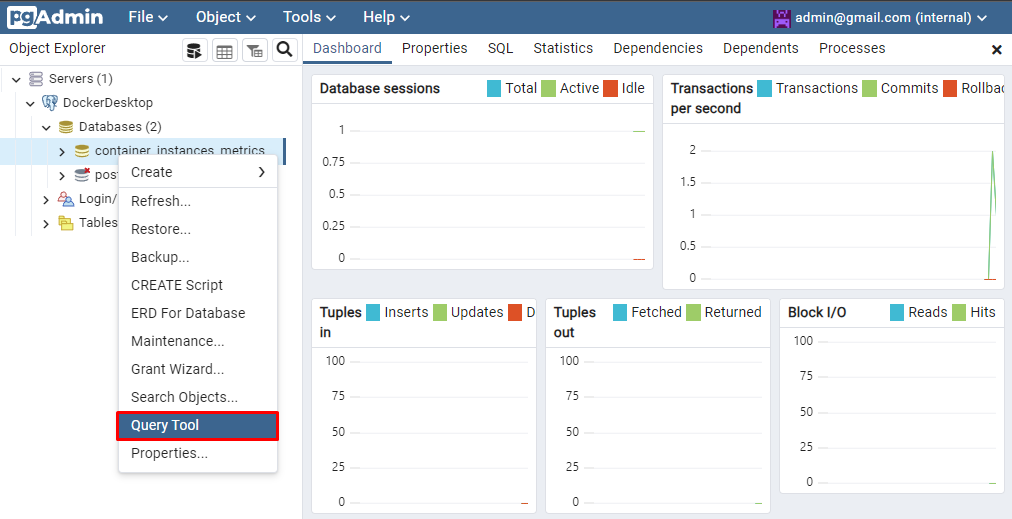 pgAdmin File Object Tools Help admin@gmail.com (internal)
Object Explorer
Dashboard Properties SQL Statistics Dependencies Dependents Processes
Servers (1)
DockerDesktop
Databases (2)
container_instances_metrics
pos
Login/
Tables
Create
Refresh...
Restore...
Backup...
CREATE Script
ERD For Database
Maintenance...
Grant Wizard...
Search Objects...
Query Tool
Properties...
Database sessions Total Active Idle
1
0.75
0.5
0.25
0
Transactions per second Transactions Commits Rollbac
2
1.5
1
0.5
0
Tuples in Inserts Updates D
100
75
50
25
0
Tuples out Fetched Returned
100
75
50
25
0
Block I/O Reads Hits
100
75
50
25
0